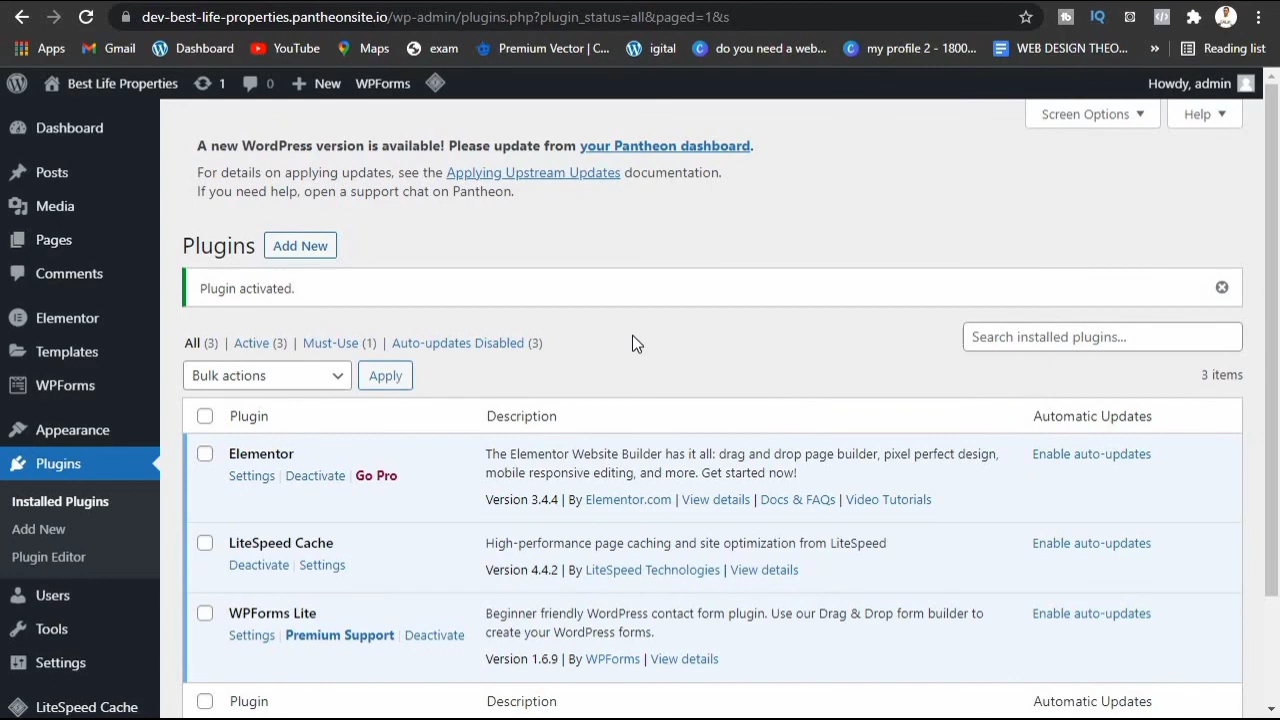 dev-best-life-properties.pantheonsite.io/wp-admin/plugins.php?plugin_status=all&paged=1&s
Apps Gmail Dashboard YouTube Maps exam Premium Vector | C... igital do you need a web... my profile 2 - 1800... WEB DESIGN THEO... » Reading list
Best Life Properties 1 0 New WPForms Howdy, admin
Screen Options Help
Dashboard
Posts
Media
Pages
Comments
Elementor
Templates
WPForms
Appearance
Plugins
Installed Plugins
Add New
Plugin Editor
Users
Tools
Settings
LiteSpeed Cache
A new WordPress version is available! Please update from your Pantheon dashboard.
For details on applying updates, see the Applying Upstream Updates documentation.
If you need help, open a support chat on Pantheon.
Plugins Add New
Plugin activated.
All (3) | Active (3) | Must-Use (1) | Auto-updates Disabled (3)
Search installed plugins...
Bulk actions Apply
3 items
Plugin Description Automatic Updates
Elementor
Settings | Deactivate | Go Pro
The Elementor Website Builder has it all: drag and drop page builder, pixel perfect design,
mobile responsive editing, and more. Get started now!
Version 3.4.4 | By Elementor.com | View details | Docs & FAQs | Video Tutorials
Enable auto-updates
LiteSpeed Cache
Deactivate | Settings
High-performance page caching and site optimization from LiteSpeed
Version 4.4.2 | By LiteSpeed Technologies | View details
Enable auto-updates
WPForms Lite
Settings | Premium Support | Deactivate
Beginner friendly WordPress contact form plugin. Use our Drag & Drop form builder to
create your WordPress forms.
Version 1.6.9 | By WPForms | View details
Enable auto-updates
Plugin Description Automatic Updates